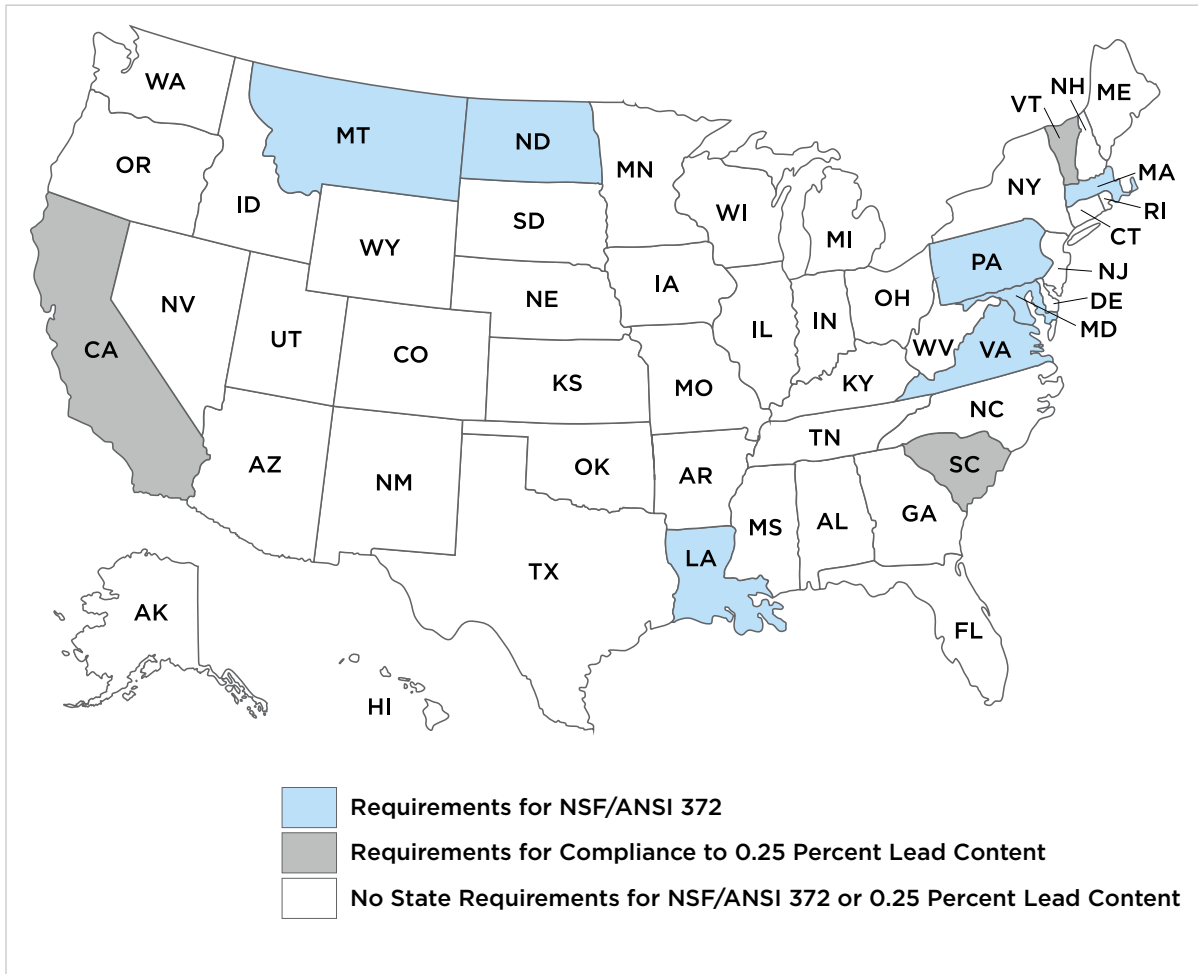 WA
MT
ND
MN
VT
NH
ME
OR
ID
WY
SD
WI
MI
NY
MA
RI
CT
NV
UT
CO
NE
IA
IL
IN
OH
PA
NJ
DE
MD
CA
KS
MO
KY
WV
VA
AZ
NM
OK
AR
TN
NC
SC
TX
LA
MS
AL
GA
FL
AK
HI
Requirements for NSF/ANSI 372
Requirements for Compliance to 0.25 Percent Lead Content
No State Requirements for NSF/ANSI 372 or 0.25 Percent Lead Content